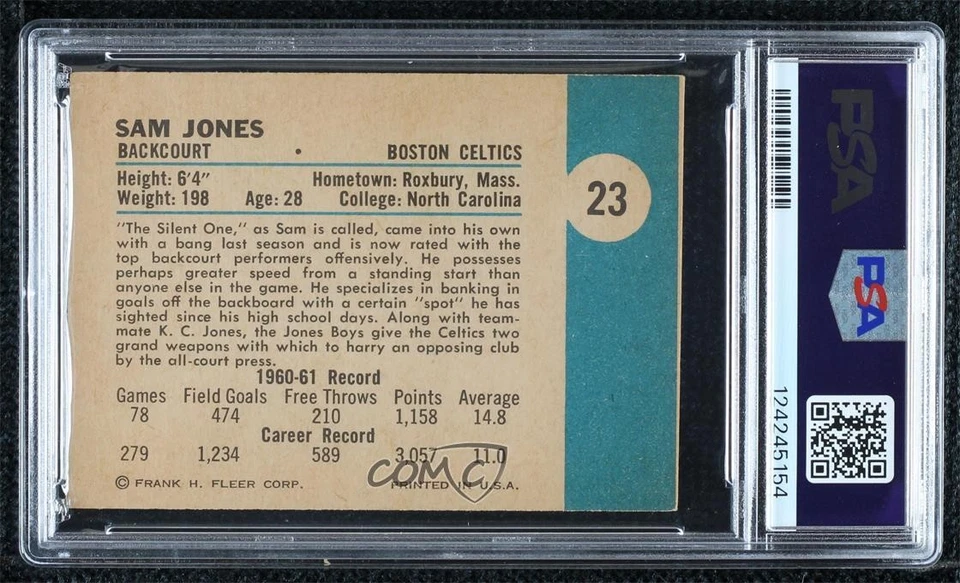 SAM JONES
BACKCOURT • BOSTON CELTICS
Height: 6'4" Hometown: Roxbury, Mass.
Weight: 198 Age: 28 College: North Carolina
23
"The Silent One," as Sam is called, came into his own
with a bang last season and is now rated with the
top backcourt performers offensively. He possesses
perhaps greater speed from a standing start than
anyone else in the game. He specializes in banking in
goals off the backboard with a certain "spot" he has
sighted since his high school days. Along with team-
mate K. C. Jones, the Jones Boys give the Celtics two
grand weapons with which to harry an opposing club
by the all-court press.
1960-61 Record
Games Field Goals Free Throws Points Average
78 474 210 1,158 14.8
Career Record
279 1,234 589 3,057 11.0
© FRANK H. FLEER CORP. PRINTED IN U.S.A.
COMC
PSA
PSA
124245154